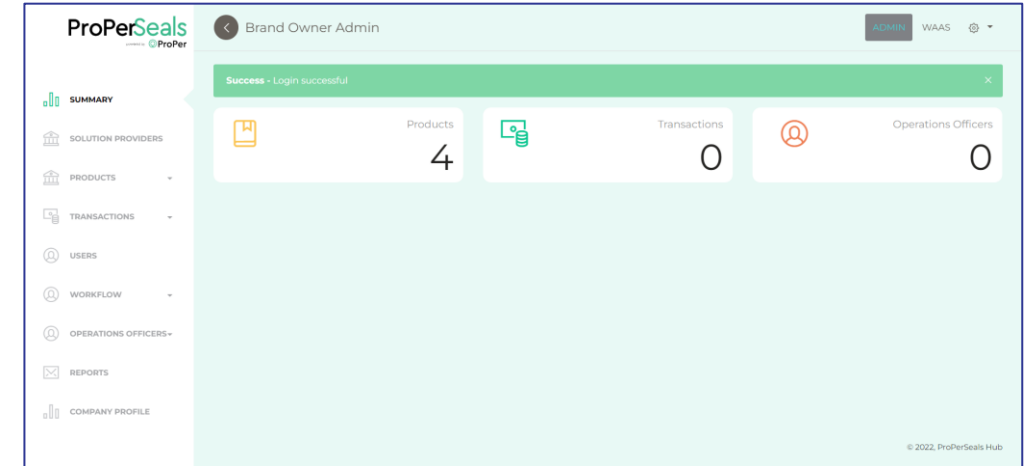 ProPerSeals
ProPer
Brand Owner Admin
ADMIN
WAAS
Success - Login successful
×
SUMMARY
SOLUTION PROVIDERS
PRODUCTS
TRANSACTIONS
USERS
WORKFLOW
OPERATIONS OFFICERS
REPORTS
COMPANY PROFILE
Products
4
Transactions
0
Operations Officers
0
© 2022, ProPerSeals Hub